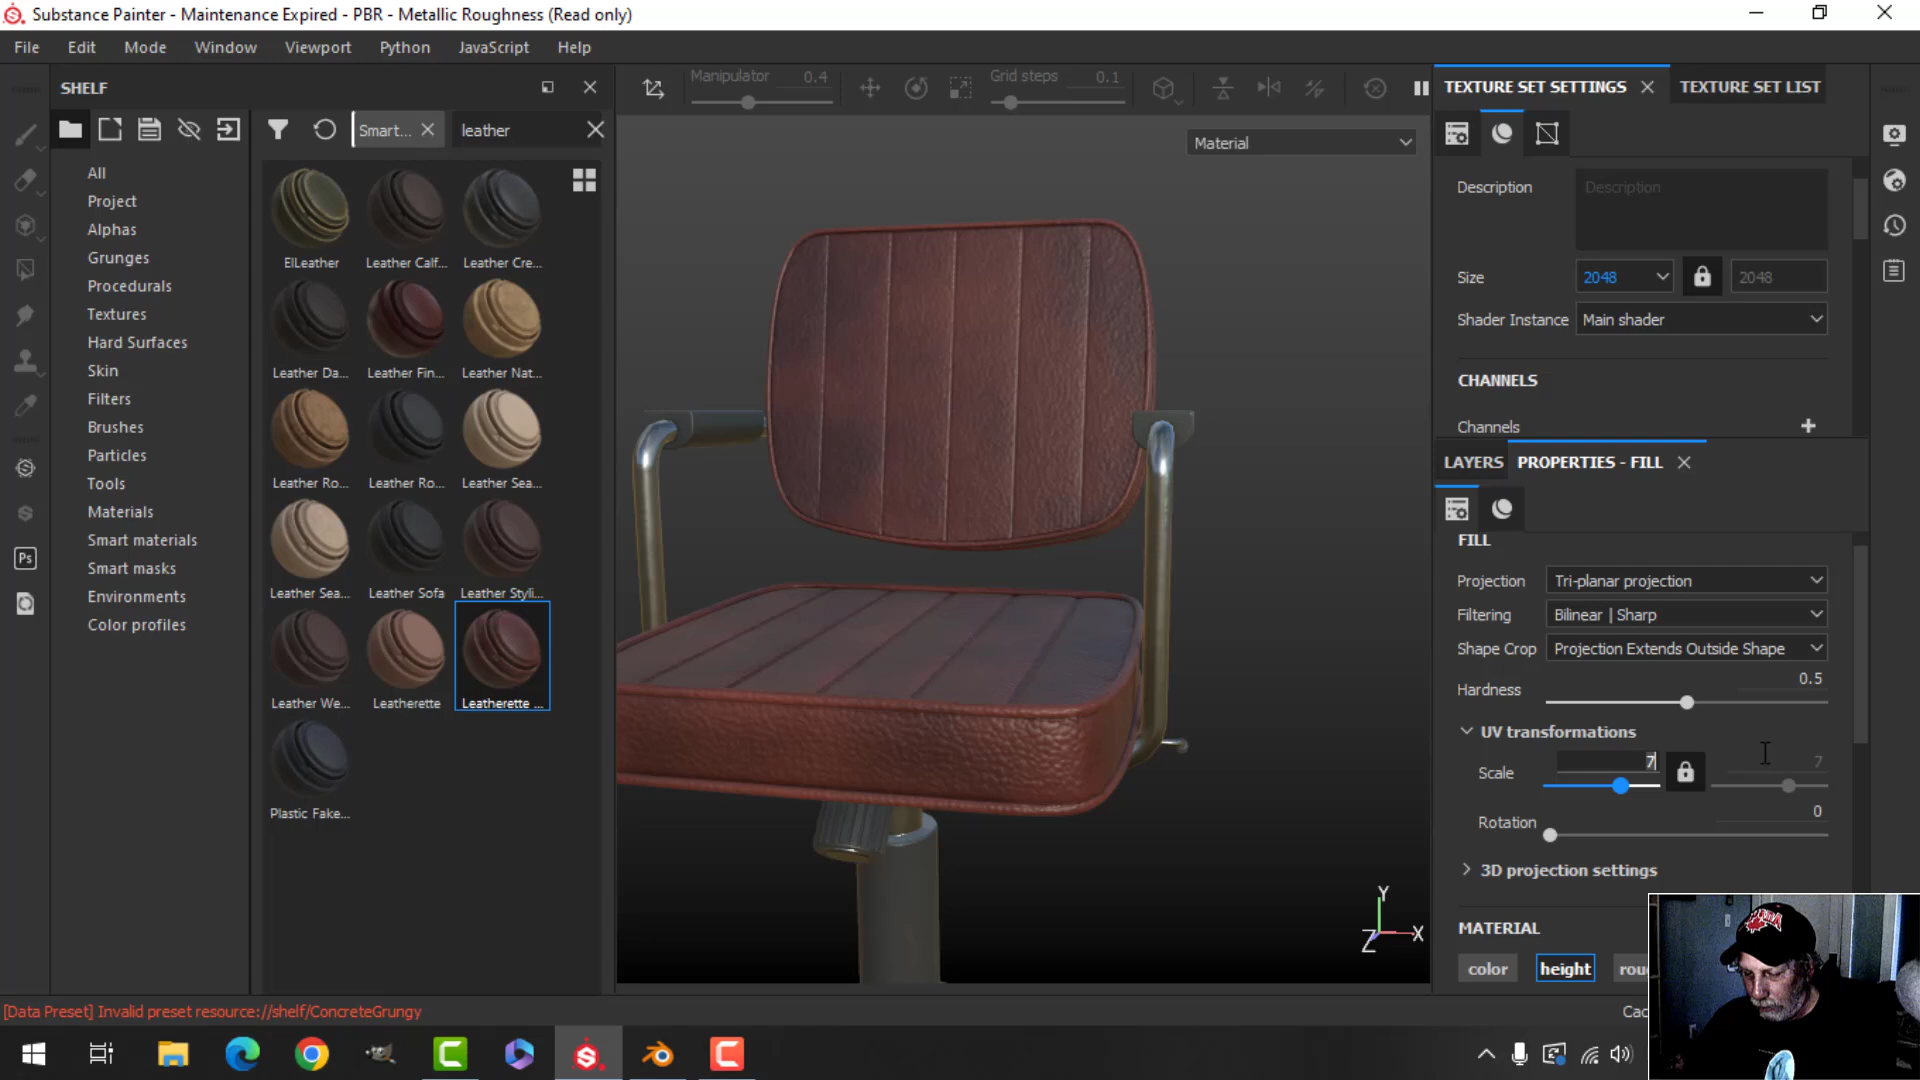 Substance Painter - Maintenance Expired - PBR - Metallic Roughness (Read only)
File Edit Mode Window Viewport Python JavaScript Help
SHELF
Manipulator 0.4
Grid steps 0.1
TEXTURE SET SETTINGS
TEXTURE SET LIST
Smart...
leather
Material
All
Project
Alphas
Grunges
Procedurals
Textures
Hard Surfaces
Skin
Filters
Brushes
Particles
Tools
Materials
Smart materials
Smart masks
Environments
Color profiles
ElLeather
Leather Calf...
Leather Cre...
Leather Da...
Leather Fin...
Leather Nat...
Leather Ro...
Leather Ro...
Leather Sea...
Leather Sea...
Leather Sofa
Leather Styli...
Leather We...
Leatherette
Leatherette ...
Plastic Fake...
Ps
Y
X
Z
Description
Description
Size 2048 2048
Shader Instance Main shader
CHANNELS
Channels
LAYERS
PROPERTIES - FILL
FILL
Projection Tri-planar projection
Filtering Bilinear | Sharp
Shape Crop Projection Extends Outside Shape
Hardness 0.5
UV transformations
Scale 7 7
Rotation 0
3D projection settings
MATERIAL
color height rou
[Data Preset] Invalid preset resource://shelf/ConcreteGrungy
Cac